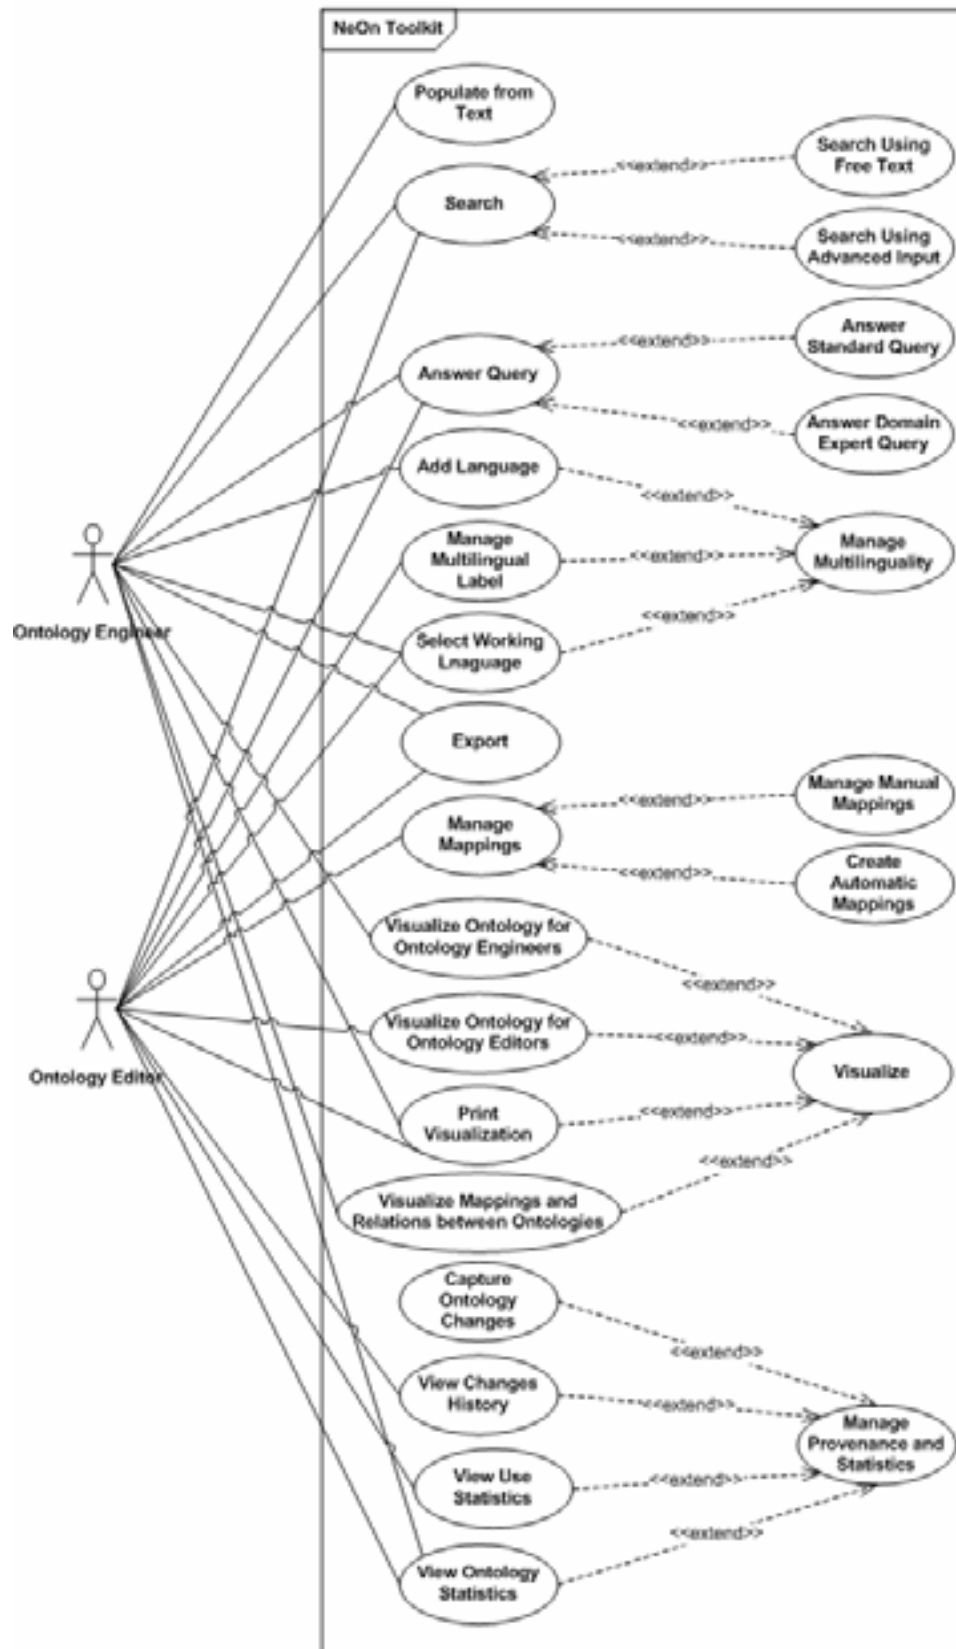 NeOn Toolkit
Populate from
Text
Search
<<extend>>
Search Using
Free Text
<<extend>>
Search Using
Advanced Input
Answer Query
<<extend>>
Answer
Standard Query
<<extend>>
Answer Domain
Expert Query
Add Language
<<extend>>
Manage
Multilingual
Label
<<extend>>
Manage
Multilinguality
Ontology Engineer
Select Working
Lnaguage
<<extend>>
Export
Manage
Mappings
<<extend>>
Manage Manual
Mappings
<<extend>>
Create
Automatic
Mappings
Visualize Ontology for
Ontology Engineers
<<extend>>
Visualize Ontology for
Ontology Editors
<<extend>>
Visualize
Ontology Editor
Print
Visualization
<<extend>>
Visualize Mappings and
Relations between Ontologies
<<extend>>
Capture
Ontology
Changes
<<extend>>
View Changes
History
<<extend>>
Manage
Provenance and
Statistics
View Use
Statistics
<<extend>>
View Ontology
Statistics
<<extend>>